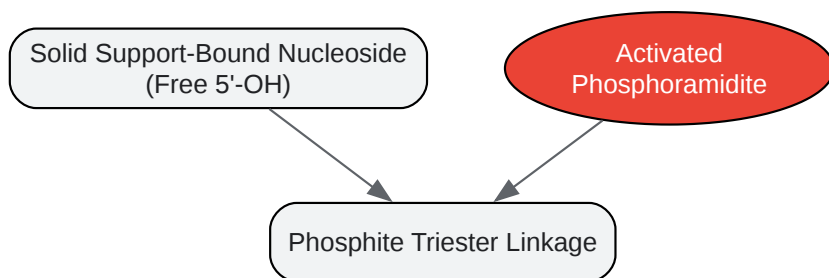 Solid Support-Bound Nucleoside
(Free 5'-OH)
Activated
Phosphoramidite
Phosphite Triester Linkage